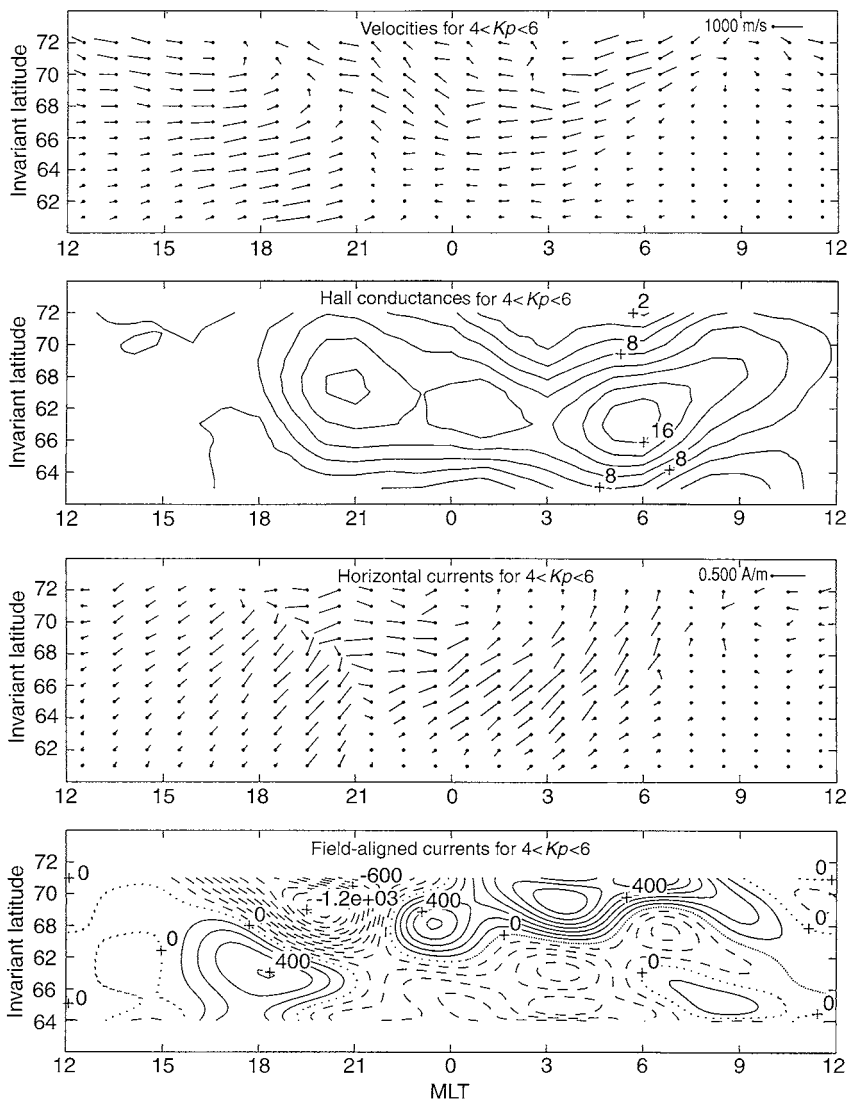 Velocities for 4<Kp<6
1000 m/s
Invariant latitude
72
70
68
66
64
62
12 15 18 21 0 3 6 9 12
Hall conductances for 4<Kp<6
Invariant latitude
72
70
68
62
66
64
2
8
16
8
8
12 15 18 21 0 3 6 9 12
Horizontal currents for 4<Kp<6
0.500 A/m
Invariant latitude
72
70
68
66
64
62
12 15 18 21 0 3 6 9 12
Field-aligned currents for 4<Kp<6
Invariant latitude
72
70
68
62
66
64
0
-600
-1.2e+03
400
400
0
0
0
0
0
400
0
0
0
0
12 15 18 21 0 3 6 9 12
MLT